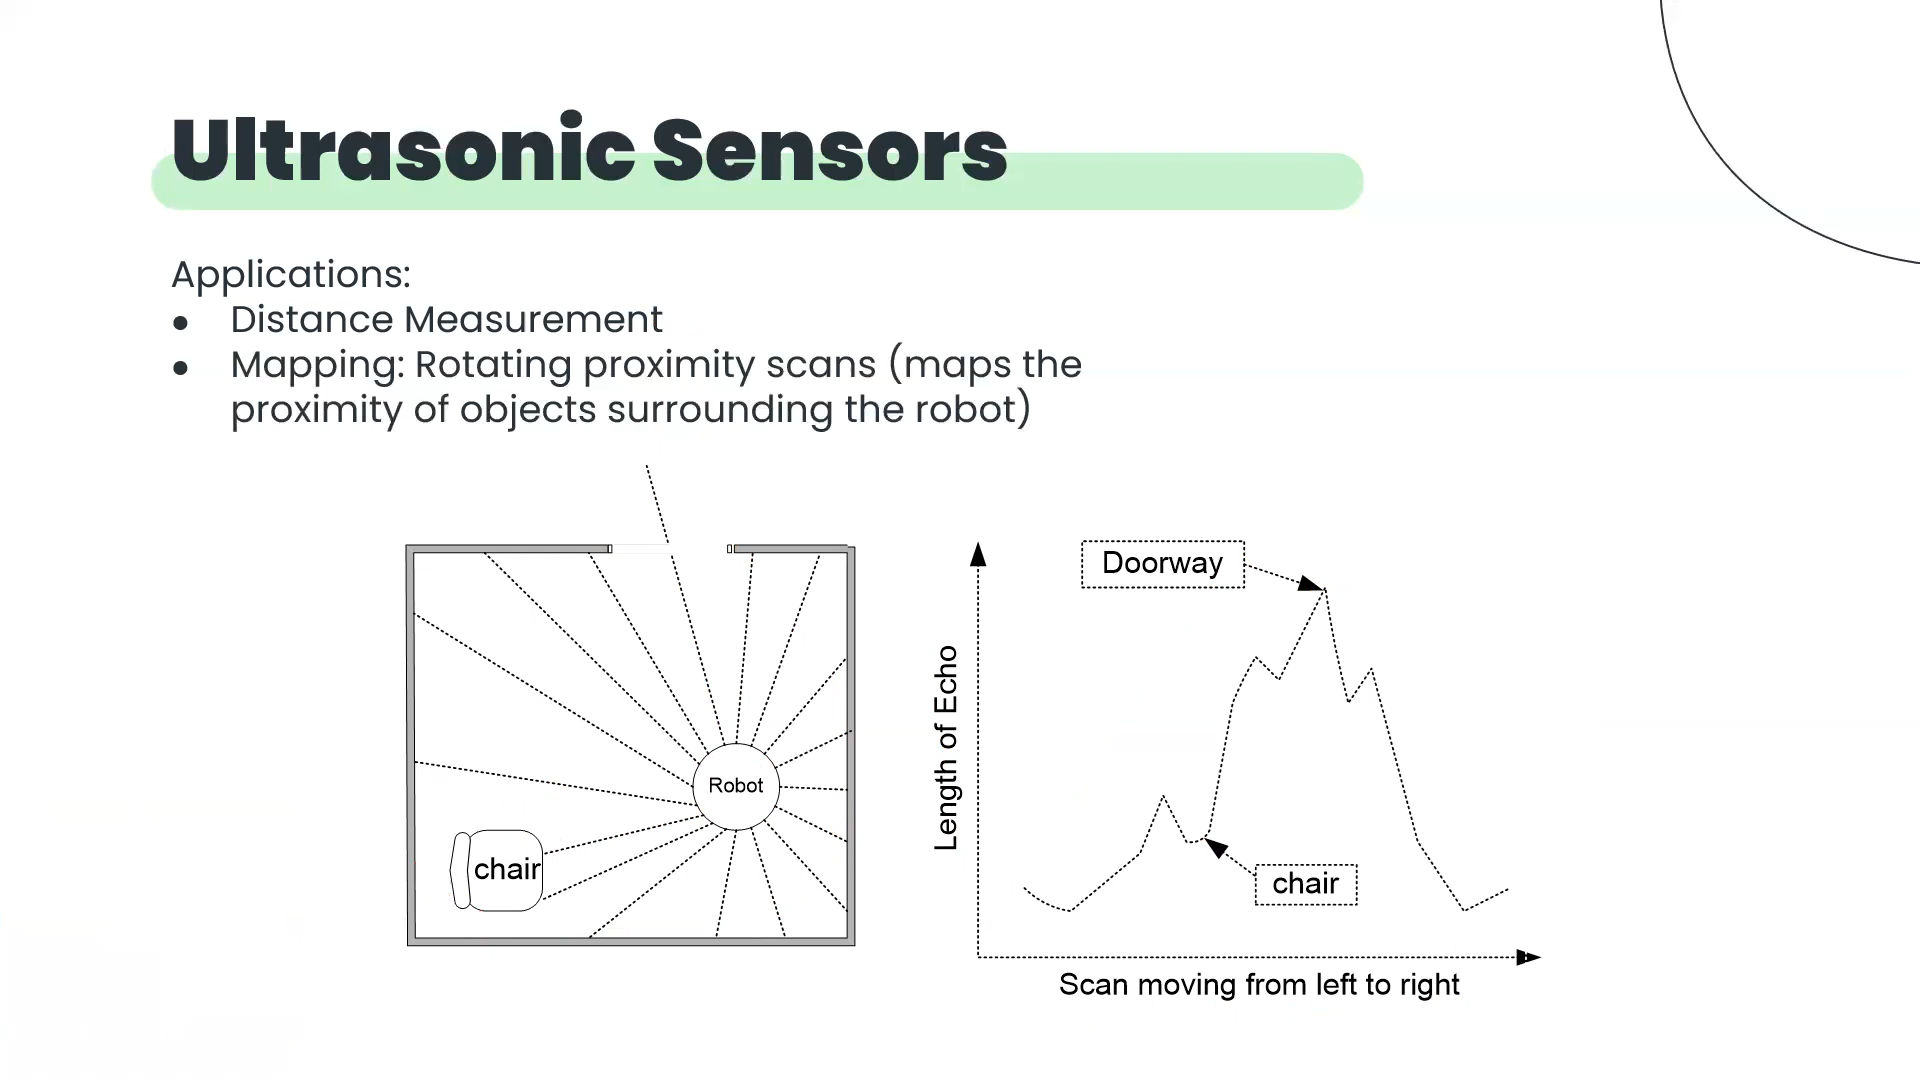 Ultrasonic Sensors
Applications:
● Distance Measurement
● Mapping: Rotating proximity scans (maps the
proximity of objects surrounding the robot)
Robot
chair
Doorway
Length of Echo
chair
Scan moving from left to right